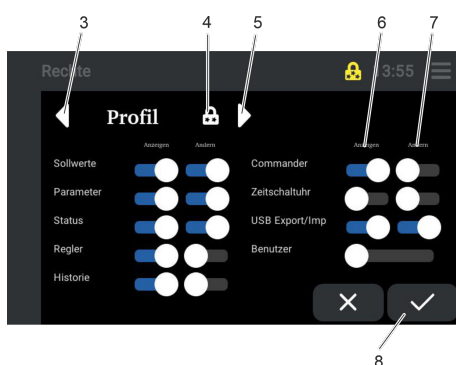 3 4 5 6 7
Rechte 13:55
Profil
Anzeigen Ändern Anzeigen Ändern
Sollwerte Commander
Parameter Zeitschaltuhr
Status USB Export/Imp
Regler Benutzer
Historie
8